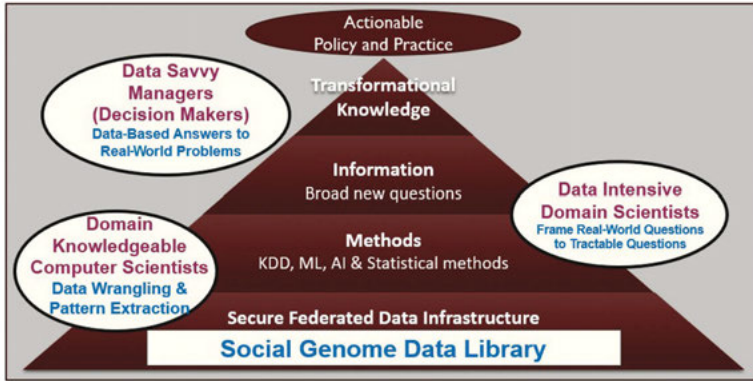 Actionable
Policy and Practice
Data Savvy
Managers
(Decision Makers)
Data-Based Answers to
Real-World Problems
Transformational
Knowledge
Information
Broad new questions
Data Intensive
Domain Scientists
Frame Real-World Questions
to Tractable Questions
Domain
Knowledgeable
Computer Scientists
Data Wrangling &
Pattern Extraction
Methods
KDD, ML, AI & Statistical methods
Secure Federated Data Infrastructure
Social Genome Data Library